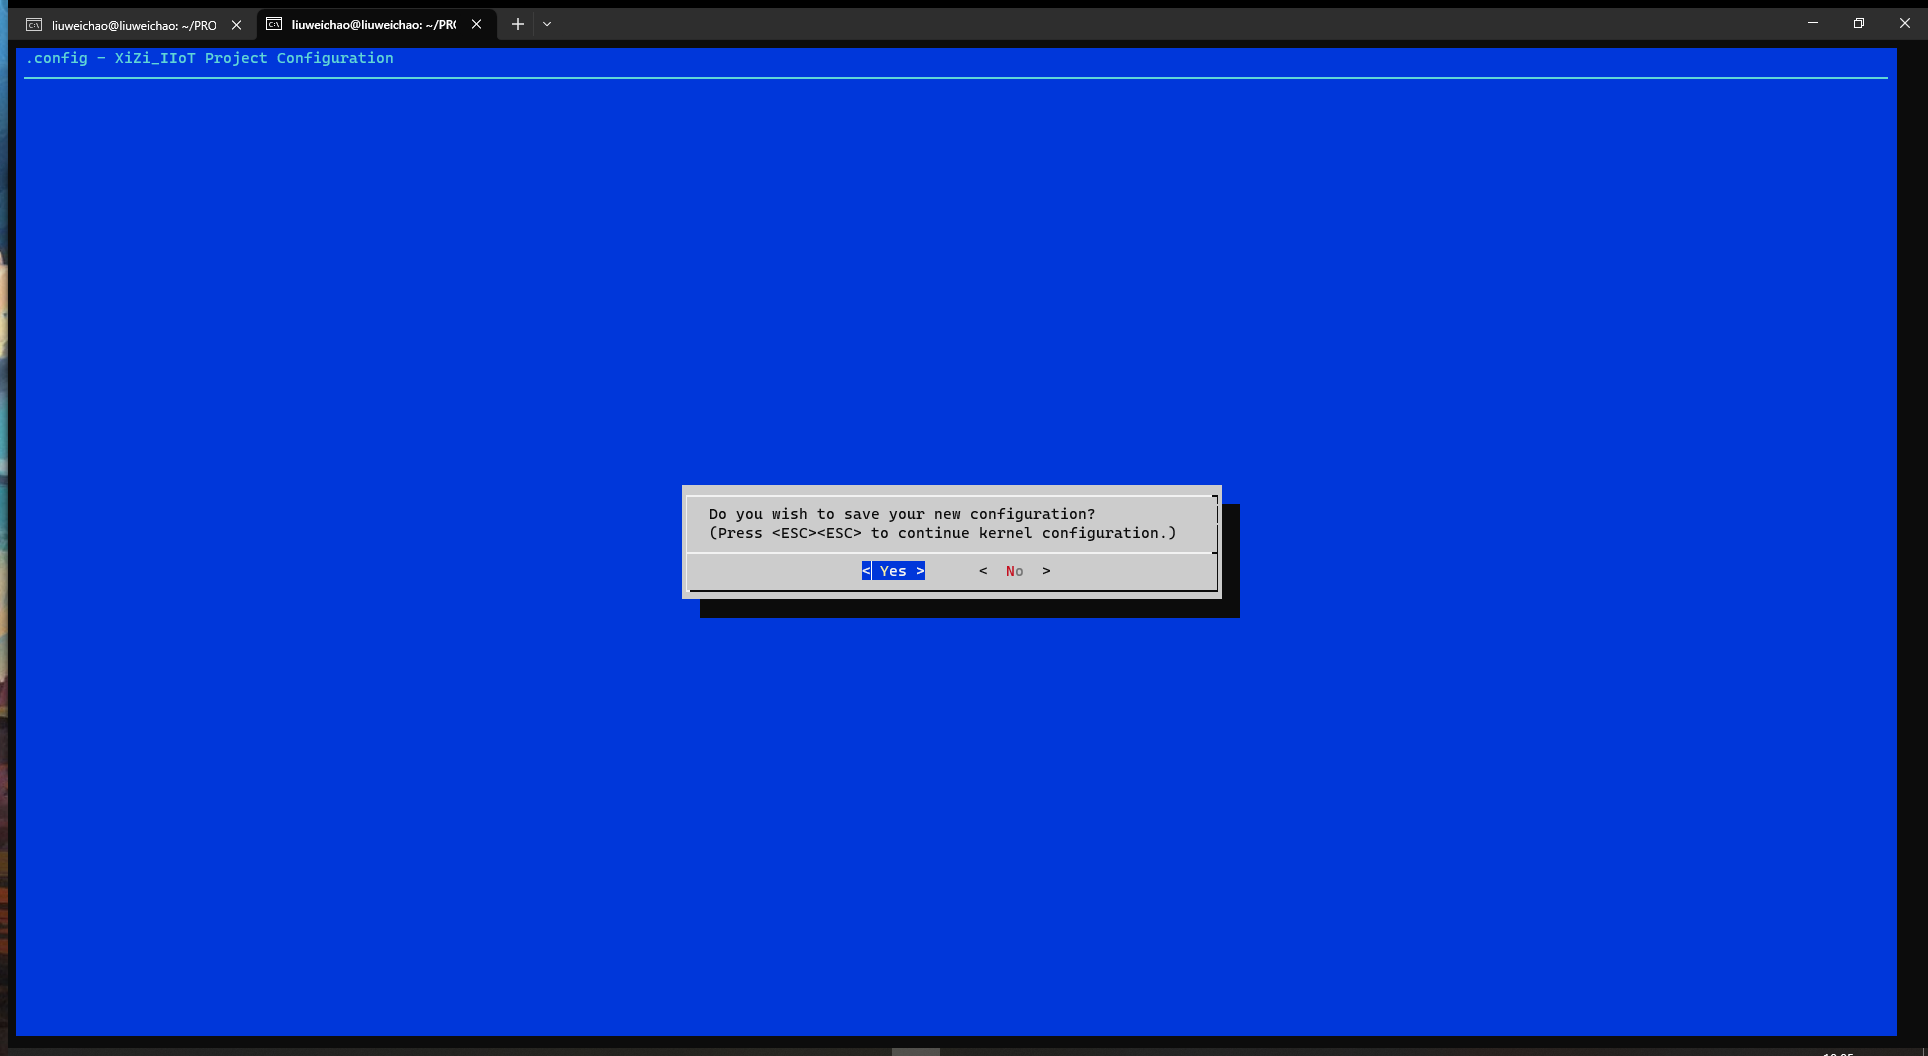 liuweichao@liuweichao: ~/PRO
liuweichao@liuweichao: ~/PR
.config - XiZi_IIoT Project Configuration
Do you wish to save your new configuration?
(Press <ESC><ESC> to continue kernel configuration.)
< Yes > < No >